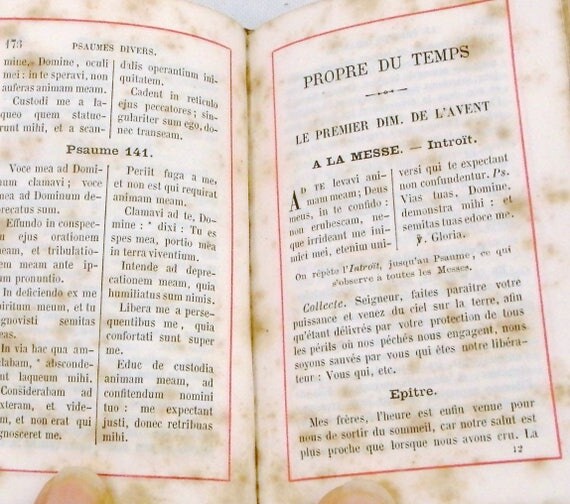 173 PSAUMES DIVERS.
mine. Domine, oculi
mei : in te speravi, non
auferas animam meam.
Custodi me a la-
queo quem statue-
runt mihi, et a scan-
d<span></span>alis operantium ini-
quitatem.
Cadent in reticulo
ejus peccatores ; sin-
gulariter sum ego, do-
nec transeam.
Psaume 141.
Voce mea ad Domi-
num clamavi ; voce
mea ad Dominum de-
precatus sum.
Effundo in conspec-
ejus orationem
meam, et tribulatio-
nem meam ante ip-
pronuntio.
In deficiendo ex me
spiritum meum, et tu
cognovisti semitas
In via hac qua am-
bulabam, * absconde-
laqueum mihi.
Considerabam ad
dexteram, et vide-
et non erat qui
cognosceret me.
Periit fuga a me,
et non est qui requirat
animam meam.
Clamavi ad te, Do-
mine : * dixi : Tu es
spes mea, portio mea
in terra viventium.
Intende ad depre-
cationem meam, quia
humiliatus sum nimis.
Libera me a perse-
quentibus me, quia
confortati sunt super
me.
Educ de custodia
animam meam, ad
confitendum nomini
tuo : me expectant
justi, donec retribuas
mihi.
PROPRE DU TEMPS
LE PREMIER DIM. DE L'AVENT
A LA MESSE. — Introït.
AD TE levavi ani-
mam meam; Deus
meus, in te confido :
non erubescam, ne-
que irrideant me ini-
mici mei, etenim uni-
versi qui te expectant
non confundentur. Ps.
Vias tuas, Domine,
demonstra mihi : et
semitas tuas edoce me.
℣. Gloria.
On répète l'Introït, jusqu'au Psaume, ce qui
s'observe à toutes les Messes.
Collecte. Seigneur, faites paraître votre
puissance et venez du ciel sur la terre, afin
qu'étant délivrés par votre protection de tous
les périls où nos péchés nous engagent, nous
soyons sauvés par vous qui êtes notre libéra-
teur : Vous qui, etc.
Epitre.
Mes frères, l'heure est enfin venue pour
nous de sortir du sommeil, car notre salut est
plus proche que lorsque nous avons cru. La
12